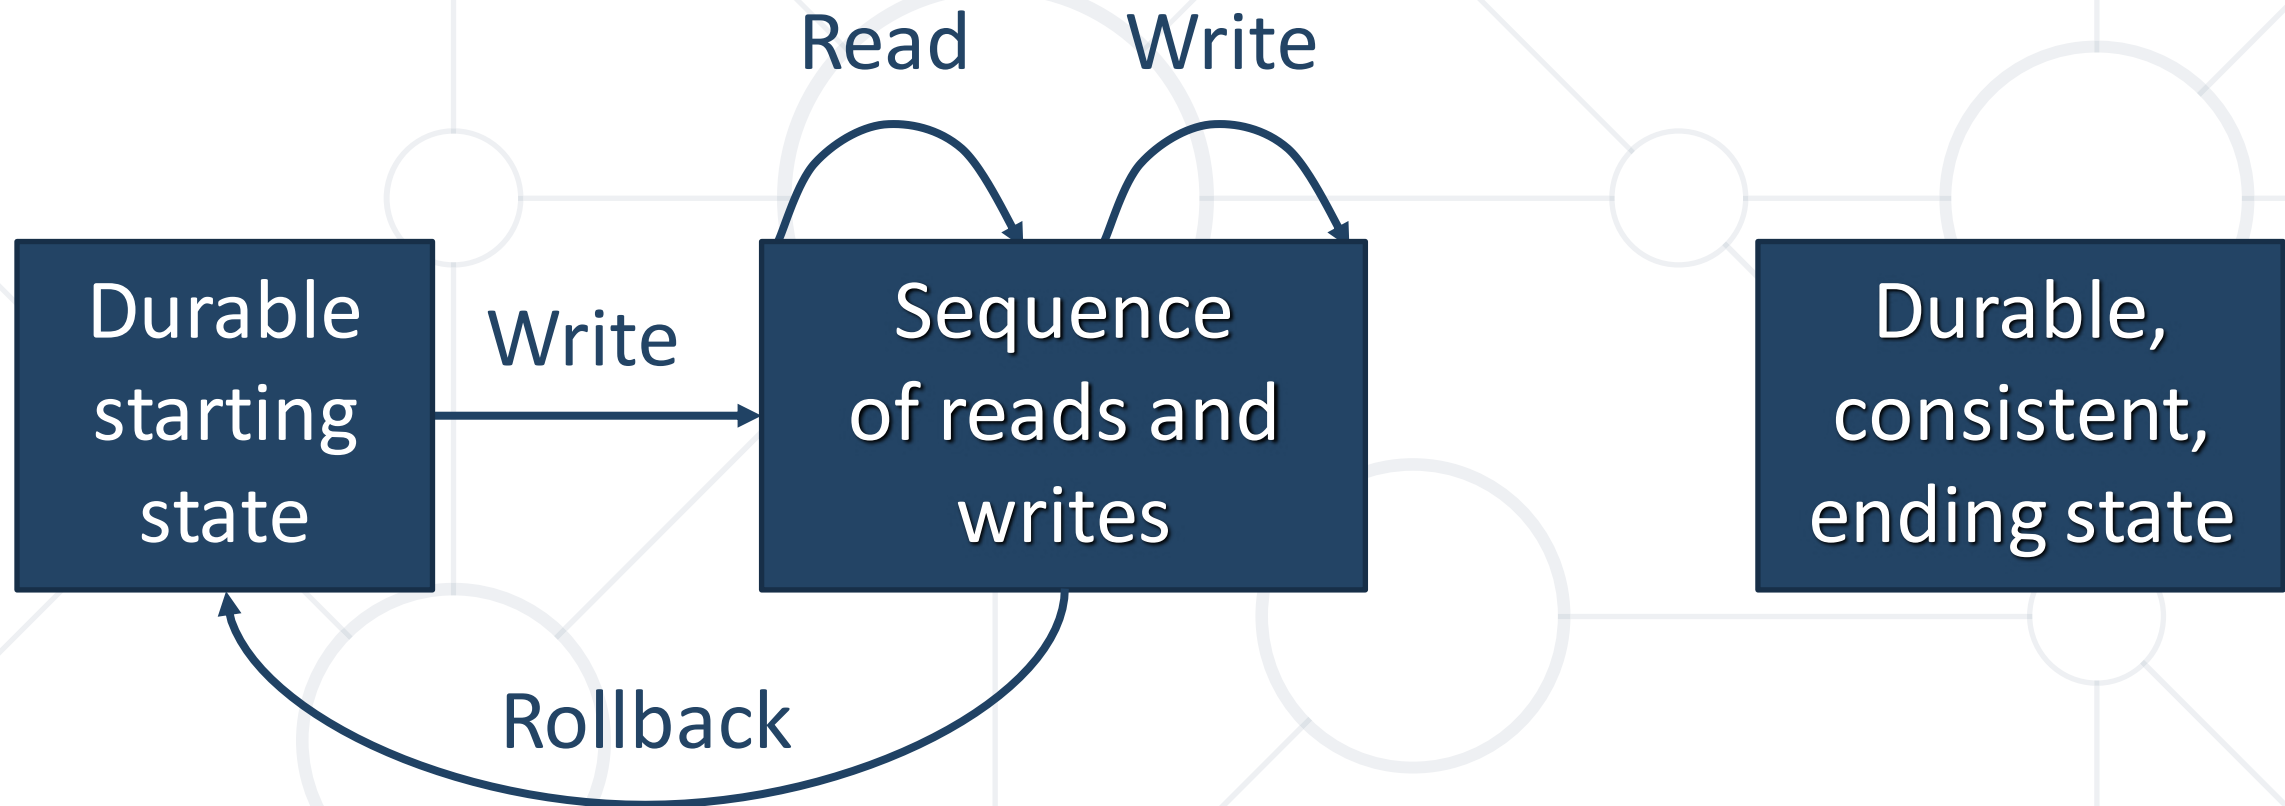 Read
Write
Durable
starting
state
Write
Sequence
of reads and
writes
Durable,
consistent,
ending state
Rollback